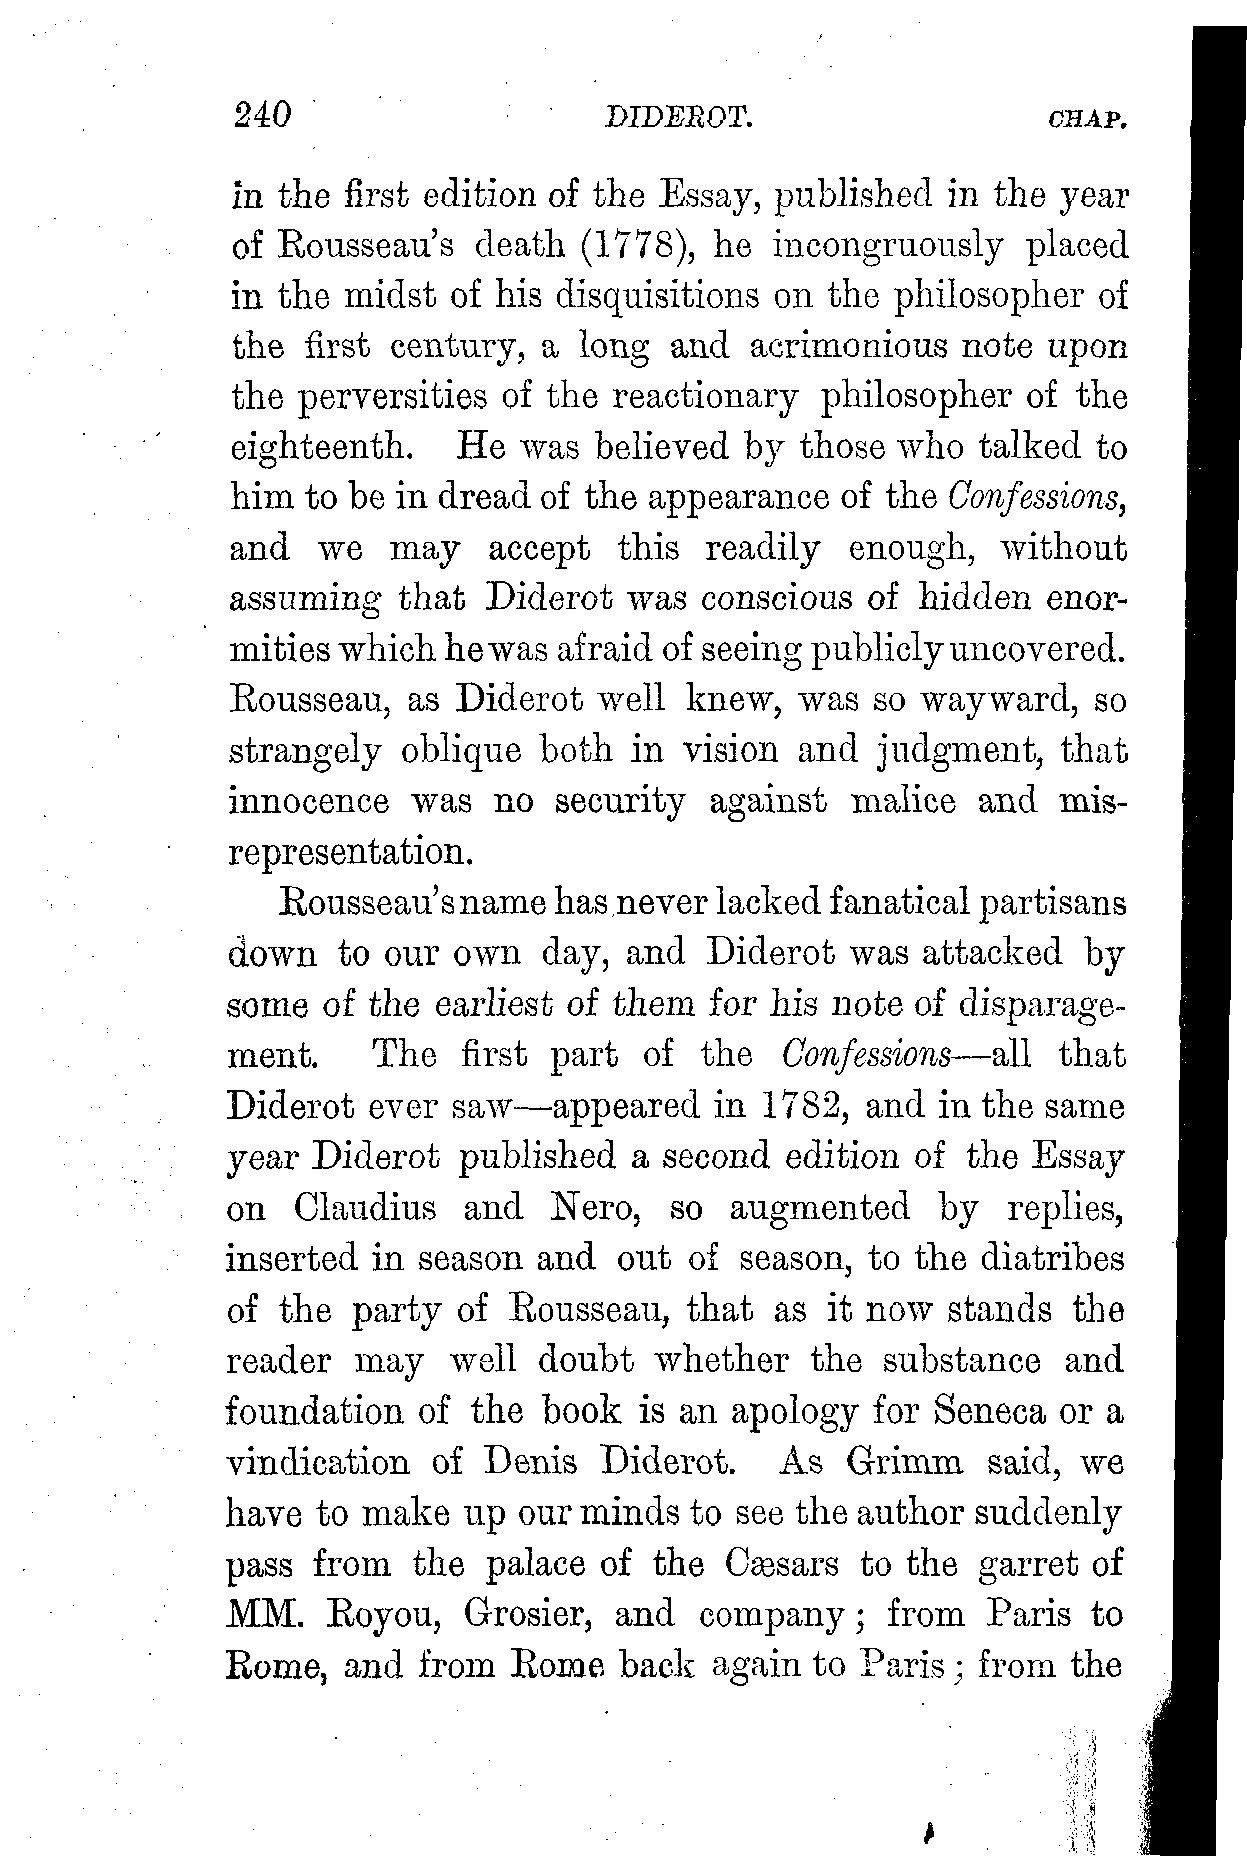 240 DIDEROT. CHAP.
in the first edition of the Essay, published in the year
of Rousseau's death (1778), he incongruously placed
in the midst of his disquisitions on the philosopher of
the first century, a long and acrimonious note upon
the perversities of the reactionary philosopher of the
eighteenth. He was believed by those who talked to
him to be in dread of the appearance of the Confessions,
and we may accept this readily enough, without
assuming that Diderot was conscious of hidden enor-
mities which he was afraid of seeing publicly uncovered.
Rousseau, as Diderot well knew, was so wayward, so
strangely oblique both in vision and judgment, that
innocence was no security against malice and mis-
representation.
Rousseau's name has never lacked fanatical partisans
down to our own day, and Diderot was attacked by
some of the earliest of them for his note of disparage-
ment. The first part of the Confessions—all that
Diderot ever saw—appeared in 1782, and in the same
year Diderot published a second edition of the Essay
on Claudius and Nero, so augmented by replies,
inserted in season and out of season, to the diatribes
of the party of Rousseau, that as it now stands the
reader may well doubt whether the substance and
foundation of the book is an apology for Seneca or a
vindication of Denis Diderot. As Grimm said, we
have to make up our minds to see the author suddenly
pass from the palace of the Cæsars to the garret of
MM. Royou, Grosier, and company; from Paris to
Rome, and from Rome back again to Paris; from the